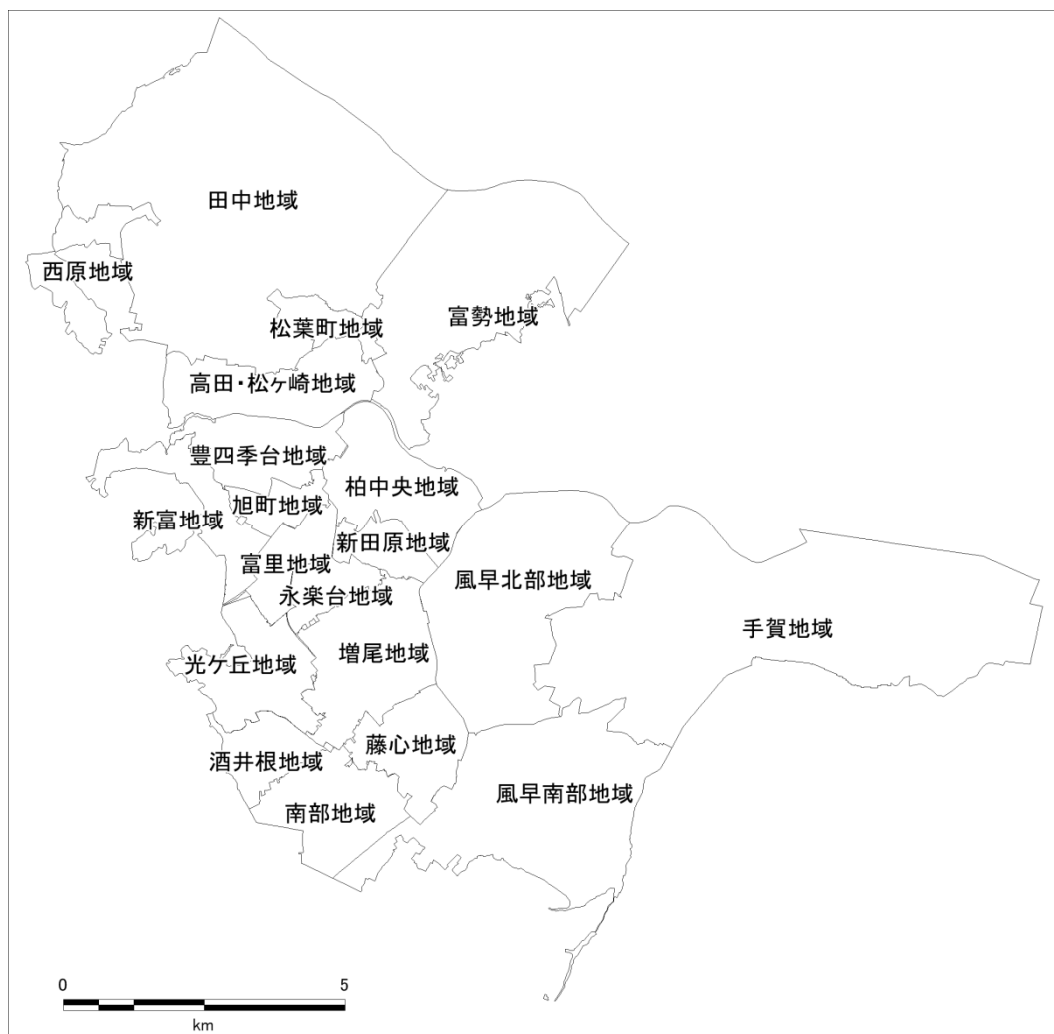 田中地域
西原地域
松葉町地域
富勢地域
高田・松ヶ崎地域
豊四季台地域
柏中央地域
旭町地域
新富地域
新田原地域
富里地域
風早北部地域
永楽台地域
手賀地域
増尾地域
光ケ丘地域
藤心地域
酒井根地域
風早南部地域
南部地域
0
5
km